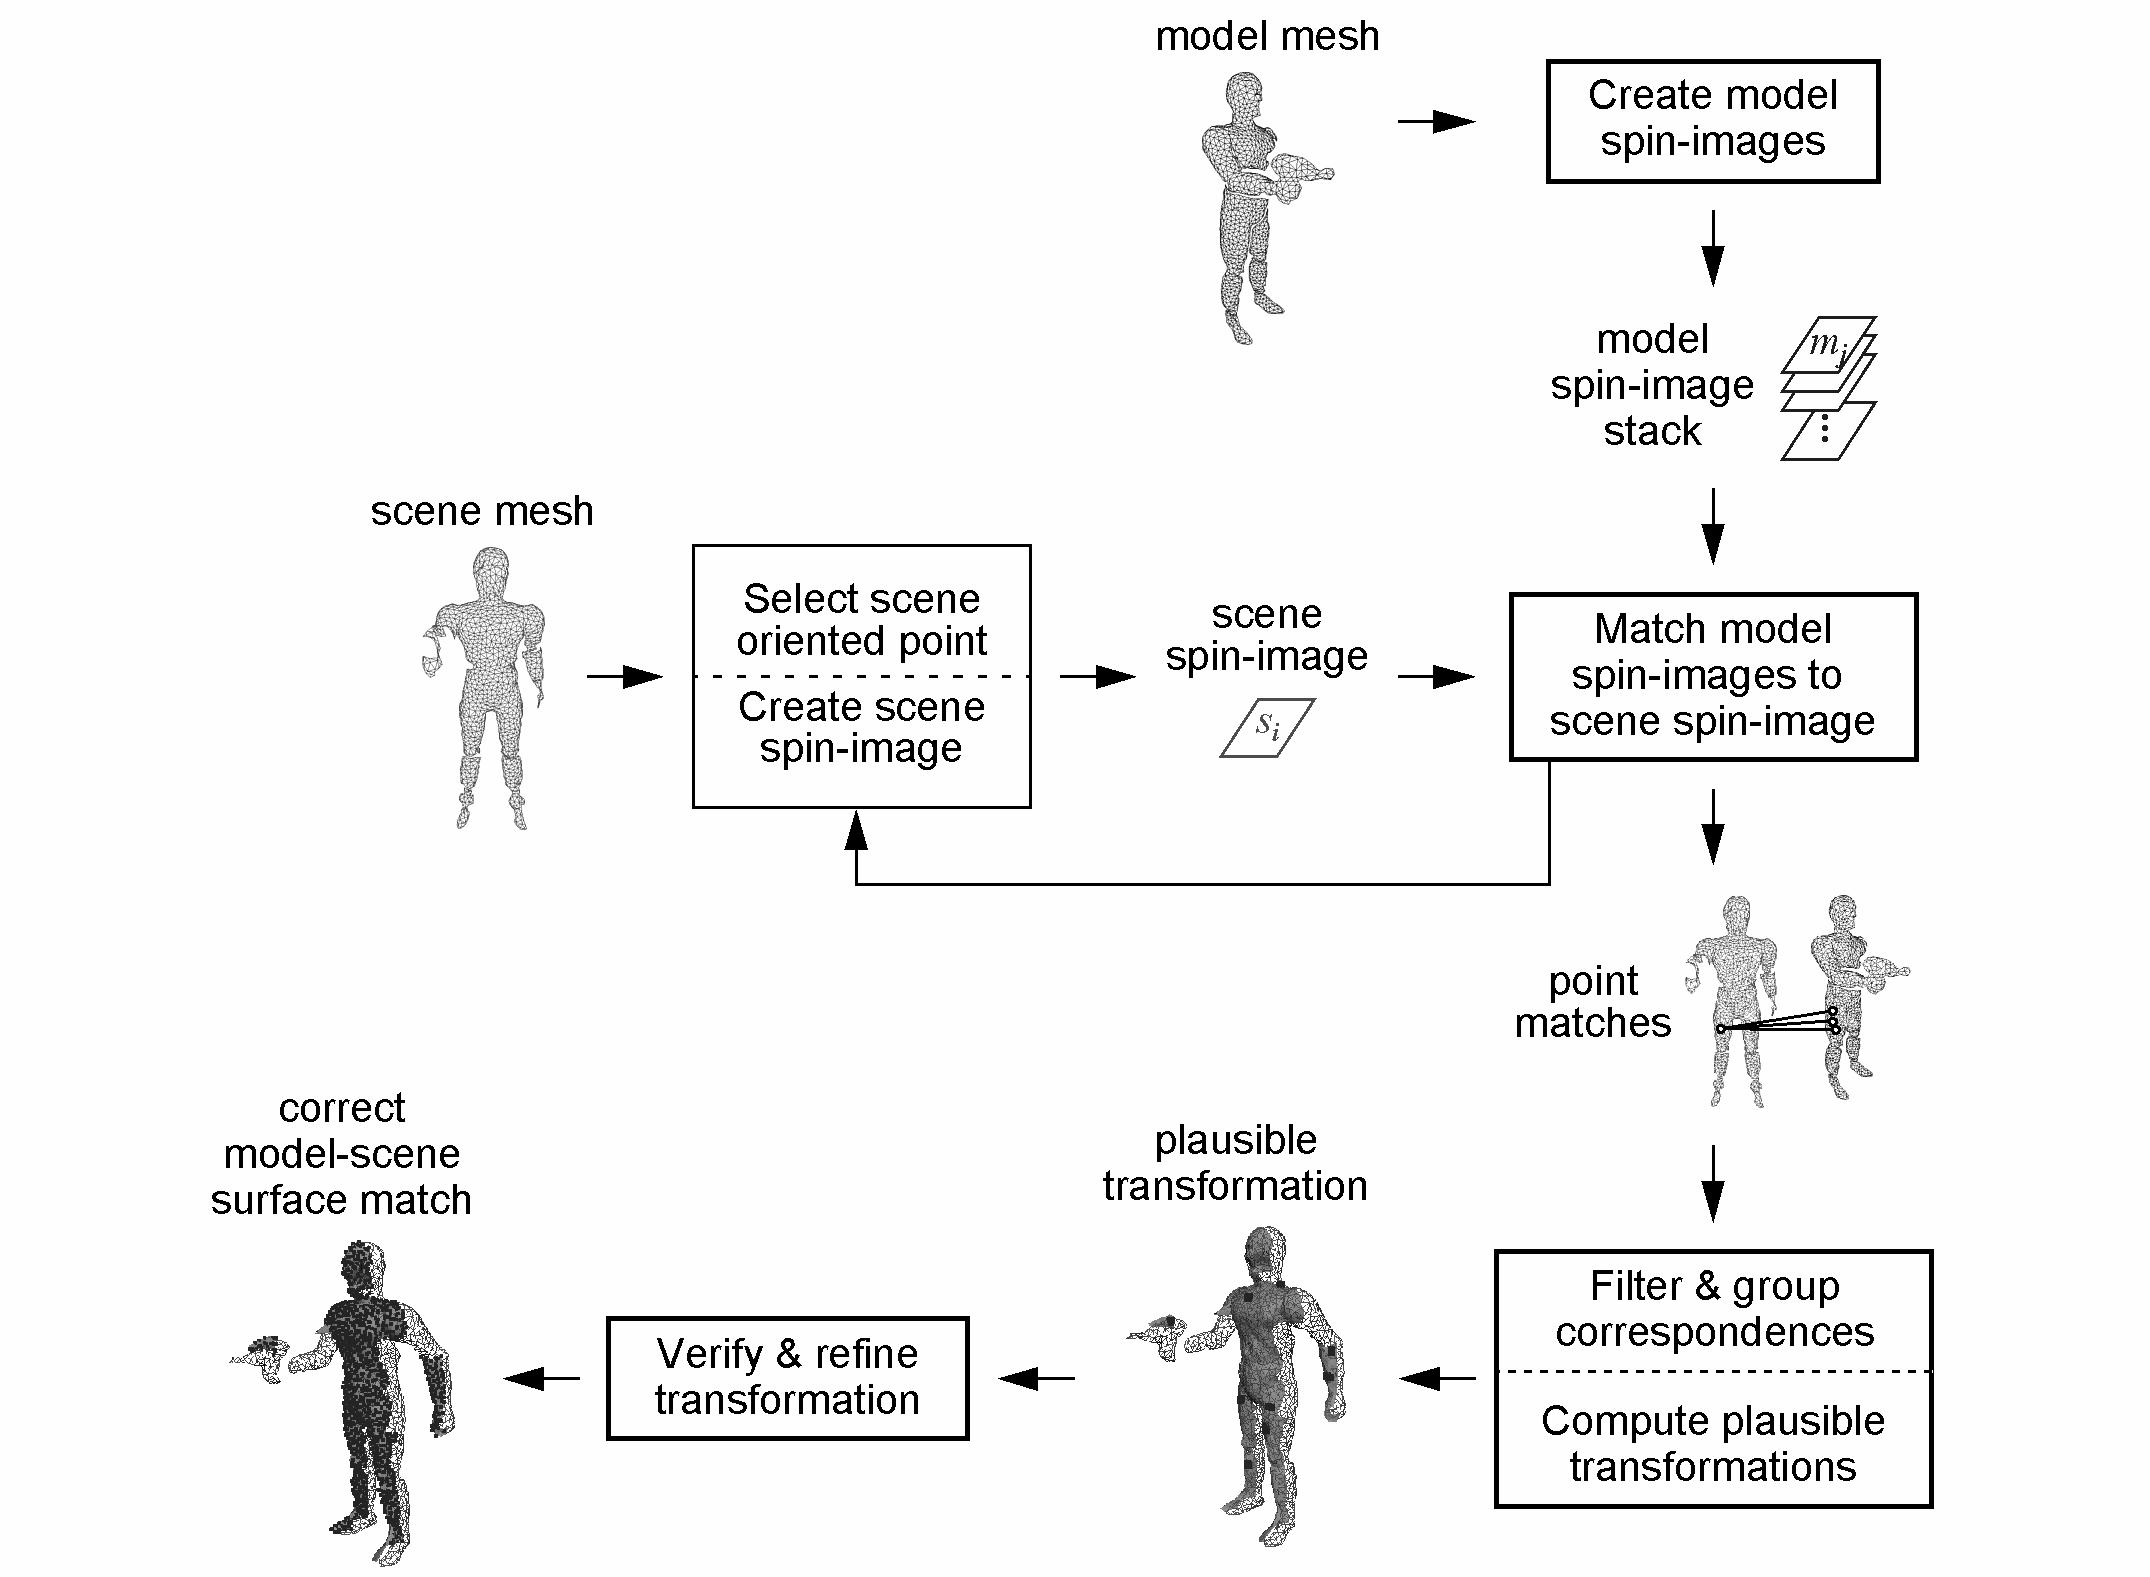 model mesh
Create model
spin-images
model
spin-image
stack
m_j
scene mesh
Select scene
oriented point
Create scene
spin-image
scene
spin-image
s_i
Match model
spin-images to
scene spin-image
point
matches
Filter & group
correspondences
Compute plausible
transformations
plausible
transformation
Verify & refine
transformation
correct
model-scene
surface match